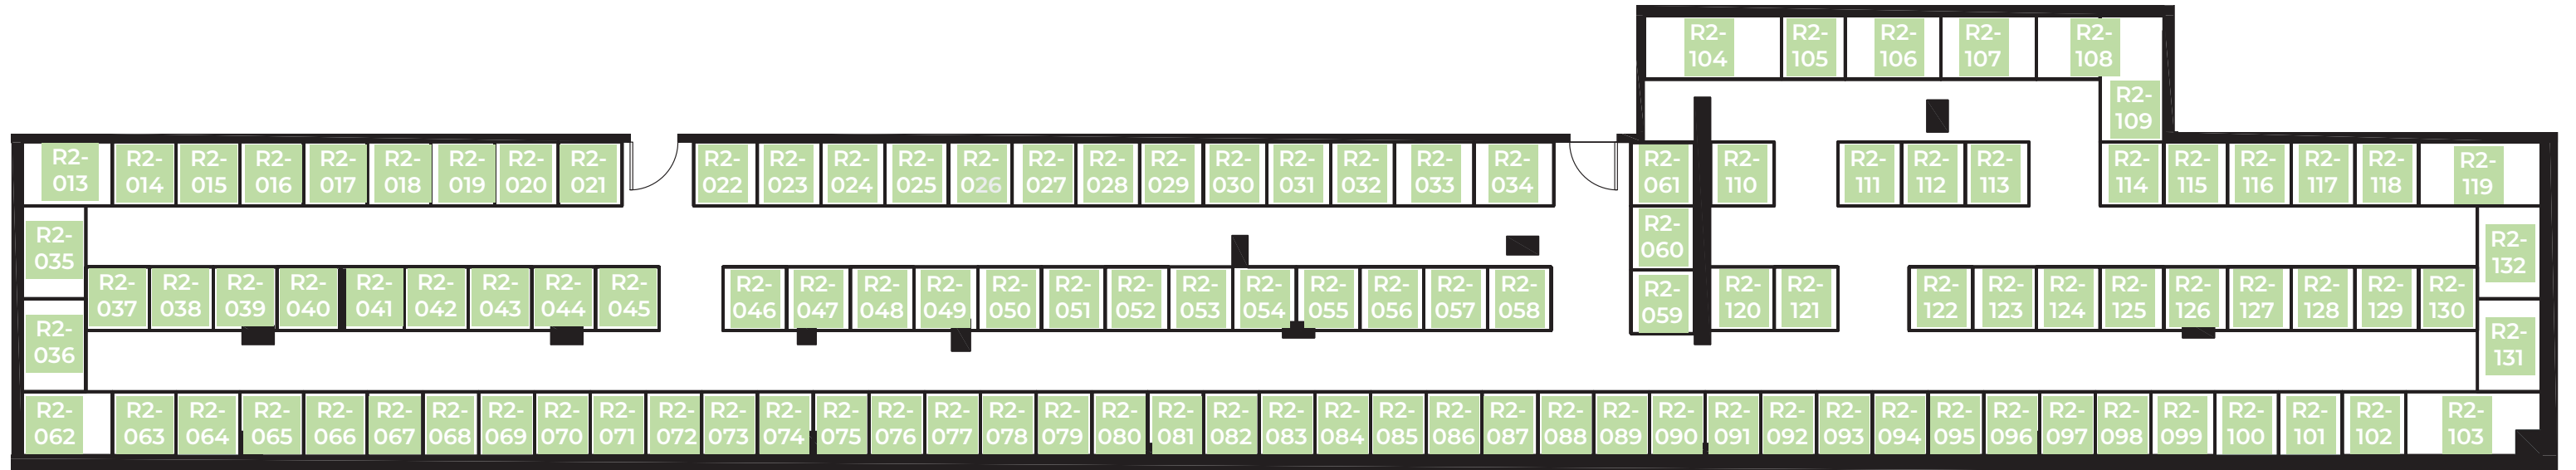 R2-
104
R2-
105
R2-
106
R2-
107
R2-
108
R2-
109
R2-
013
R2-
014
R2-
015
R2-
016
R2-
017
R2-
018
R2-
019
R2-
020
R2-
021
R2-
022
R2-
023
R2-
024
R2-
025
R2-
026
R2-
027
R2-
028
R2-
029
R2-
030
R2-
031
R2-
032
R2-
033
R2-
034
R2-
061
R2-
110
R2-
111
R2-
112
R2-
113
R2-
114
R2-
115
R2-
116
R2-
117
R2-
118
R2-
119
R2-
035
R2-
060
R2-
132
R2-
037
R2-
038
R2-
039
R2-
040
R2-
041
R2-
042
R2-
043
R2-
044
R2-
045
R2-
046
R2-
047
R2-
048
R2-
049
R2-
050
R2-
051
R2-
052
R2-
053
R2-
054
R2-
055
R2-
056
R2-
057
R2-
058
R2-
059
R2-
120
R2-
121
R2-
122
R2-
123
R2-
124
R2-
125
R2-
126
R2-
127
R2-
128
R2-
129
R2-
130
R2-
036
R2-
131
R2-
062
R2-
063
R2-
064
R2-
065
R2-
066
R2-
067
R2-
068
R2-
069
R2-
070
R2-
071
R2-
072
R2-
073
R2-
074
R2-
075
R2-
076
R2-
077
R2-
078
R2-
079
R2-
080
R2-
081
R2-
082
R2-
083
R2-
084
R2-
085
R2-
086
R2-
087
R2-
088
R2-
089
R2-
090
R2-
091
R2-
092
R2-
093
R2-
094
R2-
095
R2-
096
R2-
097
R2-
098
R2-
099
R2-
100
R2-
101
R2-
102
R2-
103